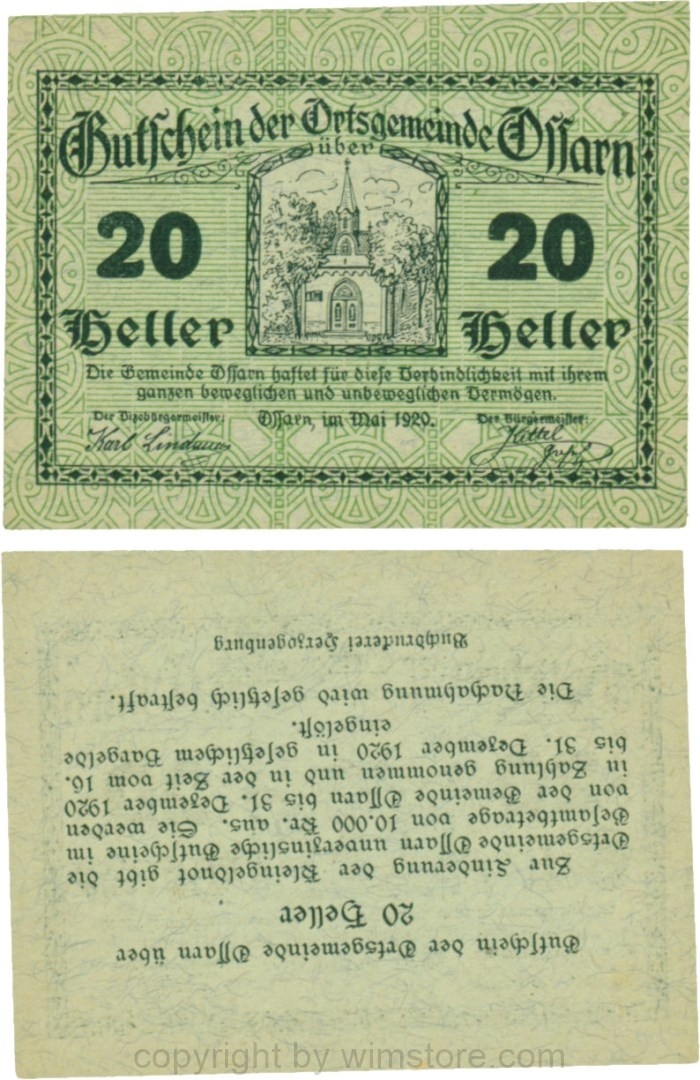 Gutschein der Ortsgemeinde Ossarn
über
20 20
Heller Heller
Die Gemeinde Ossarn haftet für diese Verbindlichkeit mit ihrem
ganzen beweglichen und unbeweglichen Vermögen.
Der Vizebürgermeister: Ossarn, im Mai 1920. Der Bürgermeister:
Karl Lindauer Kittel
Gutschein der Ortsgemeinde Ossarn über
20 Heller
Zur Linderung der Kleingeldnot gibt die
Ortsgemeinde Ossarn unverzinsliche Gutscheine im
Gesamtbetrage von 10.000 Kr. aus. Sie werden
von der Gemeinde Ossarn bis 31. Dezember 1920
in Zahlung genommen und in der Zeit vom 16.
bis 31. Dezember 1920 in gesetzlichem Bargelde
eingelöst.
Die Nachahmung wird gesetzlich bestraft.
Buchdruckerei Herzogenburg
copyright by wimstore.com